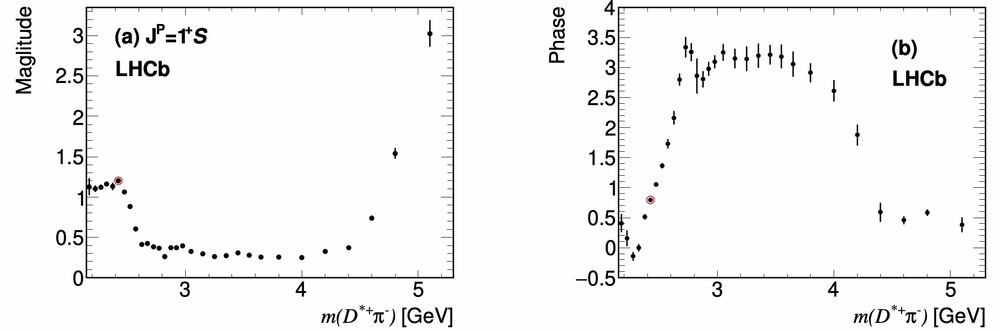 Maglitude
(a) J^P=1^+S
LHCb
3
2.5
2
1.5
1
0.5
0
3 4 5
m(D*+π-) [GeV]
Phase
(b)
LHCb
4
3.5
3
2.5
2
1.5
1
0.5
0
−0.5
3 4 5
m(D*+π-) [GeV]